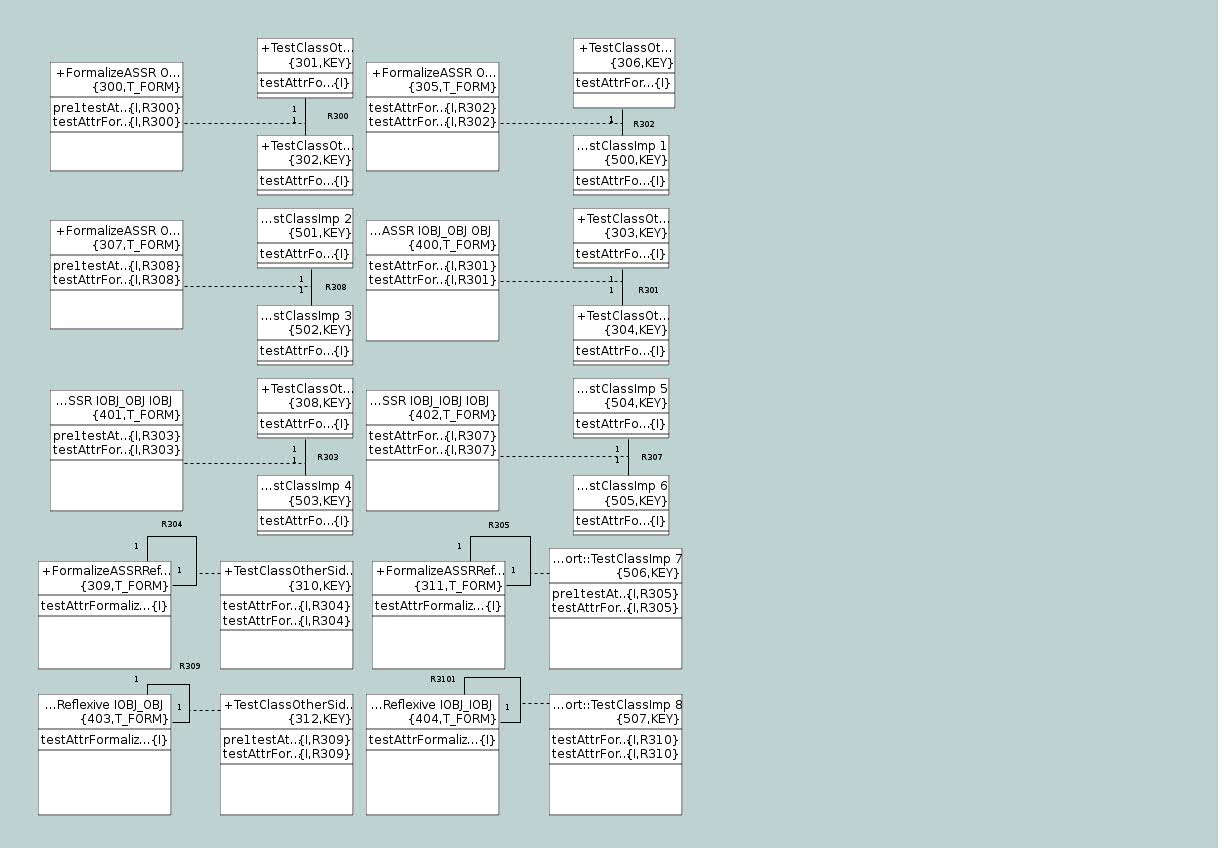 +FormalizeASSR O...
{300,T_FORM}
pre1testAt...{I,R300}
testAttrFor...{I,R300}
+TestClassOt...
{301,KEY}
testAttrFo...{I}
1
1
R300
+TestClassOt...
{302,KEY}
testAttrFo...{I}
+FormalizeASSR O...
{305,T_FORM}
pre1testAt...{I,R302}
testAttrFor...{I,R302}
+TestClassOt...
{306,KEY}
testAttrFor...{I}
1
R302
...stClassImp 1
{500,KEY}
testAttrFo...{I}
+FormalizeASSR O...
{307,T_FORM}
pre1testAt...{I,R308}
testAttrFor...{I,R308}
...stClassImp 2
{501,KEY}
testAttrFo...{I}
1
1
R308
...stClassImp 3
{502,KEY}
testAttrFo...{I}
...ASSR IOBJ_OBJ OBJ
{400,T_FORM}
testAttrFor...{I,R301}
testAttrFor...{I,R301}
+TestClassOt...
{303,KEY}
testAttrFo...{I}
1
1
R301
+TestClassOt...
{304,KEY}
testAttrFo...{I}
...SSR IOBJ_OBJ IOBJ
{401,T_FORM}
pre1testAt...{I,R303}
testAttrFor...{I,R303}
+TestClassOt...
{308,KEY}
testAttrFo...{I}
1
1
R303
...stClassImp 4
{503,KEY}
testAttrFo...{I}
...SSR IOBJ_IOBJ IOBJ
{402,T_FORM}
testAttrFor...{I,R307}
testAttrFor...{I,R307}
...stClassImp 5
{504,KEY}
testAttrFo...{I}
1
1
R307
...stClassImp 6
{505,KEY}
testAttrFo...{I}
R304
1
1
+FormalizeASSRRef...
{309,T_FORM}
testAttrFormaliz...{I}
+TestClassOtherSid...
{310,KEY}
testAttrFor...{I,R304}
testAttrFor...{I,R304}
R305
1
1
+FormalizeASSRRef...
{311,T_FORM}
testAttrFormaliz...{I}
...ort::TestClassImp 7
{506,KEY}
pre1testAt...{I,R305}
testAttrFor...{I,R305}
R309
1
1
...Reflexive IOBJ_OBJ
{403,T_FORM}
testAttrFormaliz...{I}
+TestClassOtherSid...
{312,KEY}
pre1testAt...{I,R309}
testAttrFor...{I,R309}
R3101
1
...Reflexive IOBJ_IOBJ
{404,T_FORM}
testAttrFormaliz...{I}
...ort::TestClassImp 8
{507,KEY}
testAttrFor...{I,R310}
testAttrFor...{I,R310}